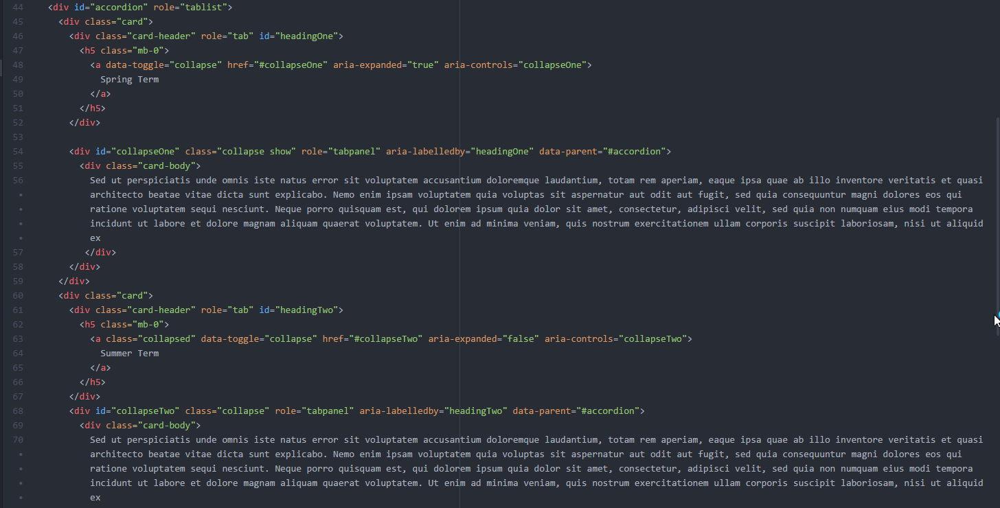 44 <div id="accordion" role="tablist">
45 <div class="card">
46 <div class="card-header" role="tab" id="headingOne">
47 <h5 class="mb-0">
48 <a data-toggle="collapse" href="#collapseOne" aria-expanded="true" aria-controls="collapseOne">
49 Spring Term
50 </a>
51 </h5>
52 </div>
53
54 <div id="collapseOne" class="collapse show" role="tabpanel" aria-labelledby="headingOne" data-parent="#accordion">
55 <div class="card-body">
56 Sed ut perspiciatis unde omnis iste natus error sit voluptatem accusantium doloremque laudantium, totam rem aperiam, eaque ipsa quae ab illo inventore veritatis et quasi
• architecto beatae vitae dicta sunt explicabo. Nemo enim ipsam voluptatem quia voluptas sit aspernatur aut odit aut fugit, sed quia consequuntur magni dolores eos qui
• ratione voluptatem sequi nesciunt. Neque porro quisquam est, qui dolorem ipsum quia dolor sit amet, consectetur, adipisci velit, sed quia non numquam eius modi tempora
• incidunt ut labore et dolore magnam aliquam quaerat voluptatem. Ut enim ad minima veniam, quis nostrum exercitationem ullam corporis suscipit laboriosam, nisi ut aliquid
• ex
57 </div>
58 </div>
59 </div>
60 <div class="card">
61 <div class="card-header" role="tab" id="headingTwo">
62 <h5 class="mb-0">
63 <a class="collapsed" data-toggle="collapse" href="#collapseTwo" aria-expanded="false" aria-controls="collapseTwo">
64 Summer Term
65 </a>
66 </h5>
67 </div>
68 <div id="collapseTwo" class="collapse" role="tabpanel" aria-labelledby="headingTwo" data-parent="#accordion">
69 <div class="card-body">
70 Sed ut perspiciatis unde omnis iste natus error sit voluptatem accusantium doloremque laudantium, totam rem aperiam, eaque ipsa quae ab illo inventore veritatis et quasi
• architecto beatae vitae dicta sunt explicabo. Nemo enim ipsam voluptatem quia voluptas sit aspernatur aut odit aut fugit, sed quia consequuntur magni dolores eos qui
• ratione voluptatem sequi nesciunt. Neque porro quisquam est, qui dolorem ipsum quia dolor sit amet, consectetur, adipisci velit, sed quia non numquam eius modi tempora
• incidunt ut labore et dolore magnam aliquam quaerat voluptatem. Ut enim ad minima veniam, quis nostrum exercitationem ullam corporis suscipit laboriosam, nisi ut aliquid
• ex